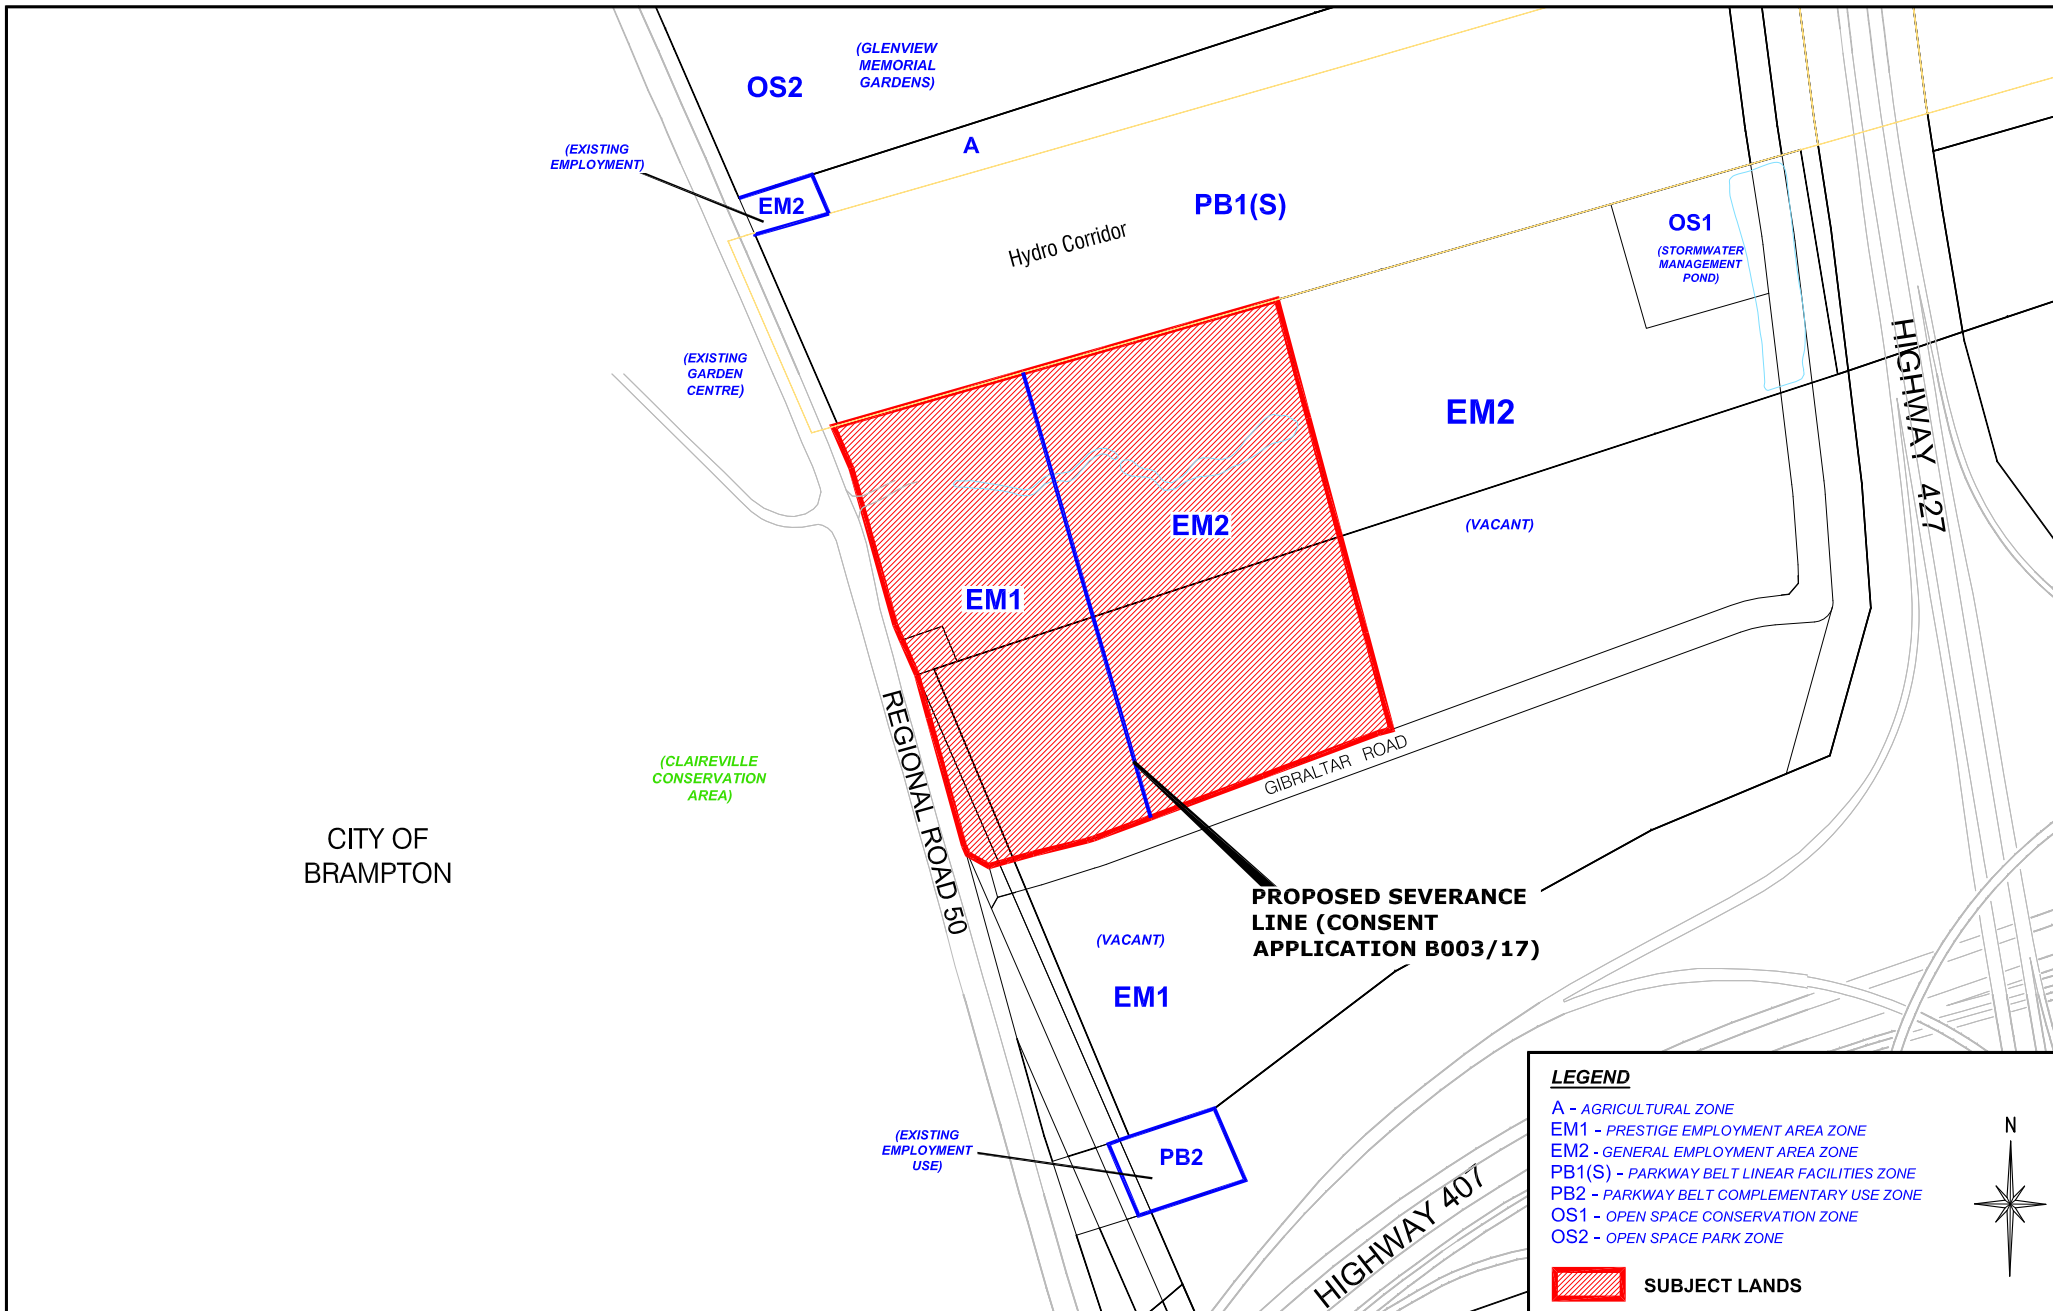 (GLENVIEW
MEMORIAL
GARDENS)
OS2
A
(EXISTING
EMPLOYMENT)
EM2
PB1(S)
Hydro Corridor
OS1
(STORMWATER
MANAGEMENT
POND)
HIGHWAY 427
(EXISTING
GARDEN
CENTRE)
EM2
EM2
(VACANT)
EM1
REGIONAL ROAD 50
GIBRALTAR ROAD
(CLAIREVILLE
CONSERVATION
AREA)
CITY OF
BRAMPTON
PROPOSED SEVERANCE
LINE (CONSENT
APPLICATION B003/17)
(VACANT)
EM1
(EXISTING
EMPLOYMENT
USE)
PB2
HIGHWAY 407
LEGEND
A - AGRICULTURAL ZONE
EM1 - PRESTIGE EMPLOYMENT AREA ZONE
EM2 - GENERAL EMPLOYMENT AREA ZONE
PB1(S) - PARKWAY BELT LINEAR FACILITIES ZONE
PB2 - PARKWAY BELT COMPLEMENTARY USE ZONE
OS1 - OPEN SPACE CONSERVATION ZONE
OS2 - OPEN SPACE PARK ZONE
N
SUBJECT LANDS